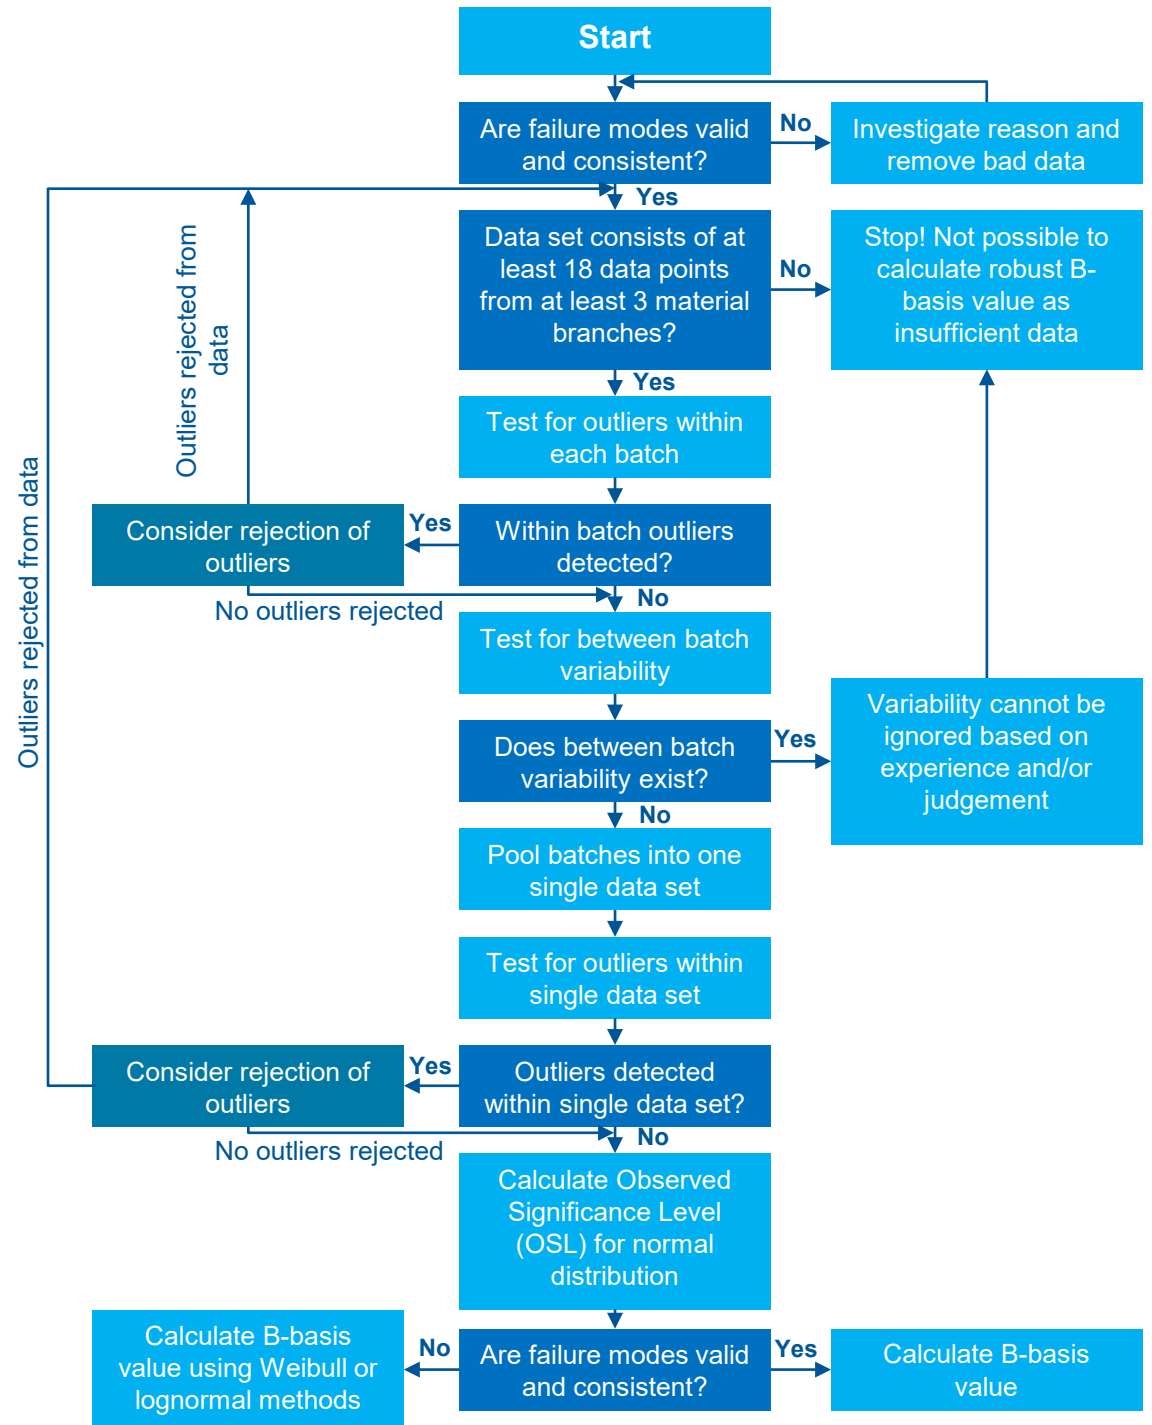 Start
Are failure modes valid
and consistent?
No
Investigate reason and
remove bad data
Yes
Data set consists of at
least 18 data points
from at least 3 material
branches?
No
Stop! Not possible to
calculate robust B-
basis value as
insufficient data
Yes
Test for outliers within
each batch
Outliers rejected from
data
Outliers rejected from data
Within batch outliers
detected?
Yes
Consider rejection of
outliers
No outliers rejected
No
Test for between batch
variability
Does between batch
variability exist?
Yes
Variability cannot be
ignored based on
experience and/or
judgement
No
Pool batches into one
single data set
Test for outliers within
single data set
Outliers detected
within single data set?
Yes
Consider rejection of
outliers
No outliers rejected
No
Calculate Observed
Significance Level
(OSL) for normal
distribution
Are failure modes valid
and consistent?
No
Calculate B-basis
value using Weibull or
lognormal methods
Yes
Calculate B-basis
value